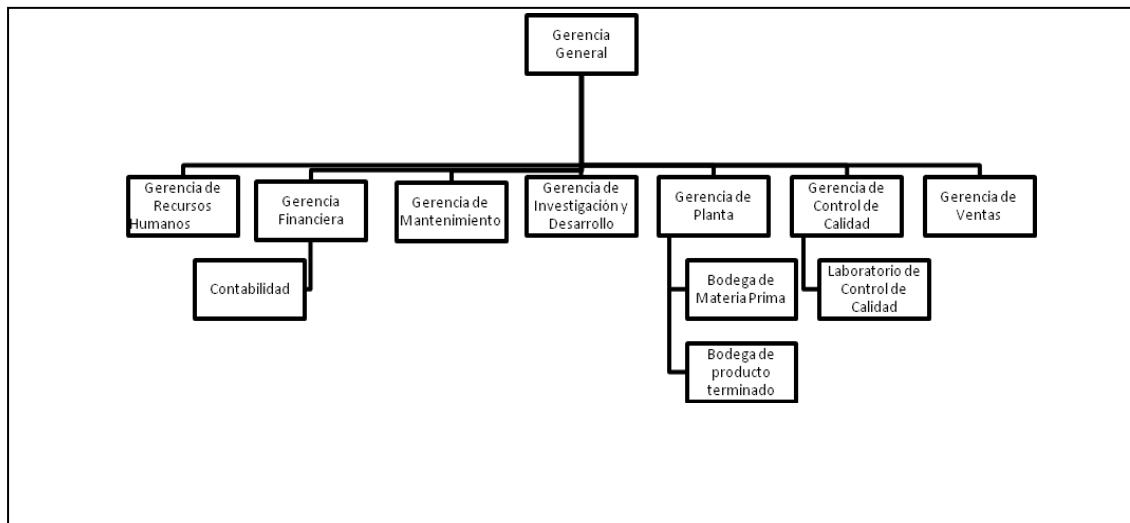 Gerencia
General
Gerencia de
Recursos
Humanos
Gerencia
Financiera
Gerencia de
Mantenimiento
Gerencia de
Investigación y
Desarrollo
Gerencia de
Planta
Gerencia de
Control de
Calidad
Gerencia de
Ventas
Contabilidad
Bodega de
Materia Prima
Laboratorio de
Control de
Calidad
Bodega de
producto
terminado